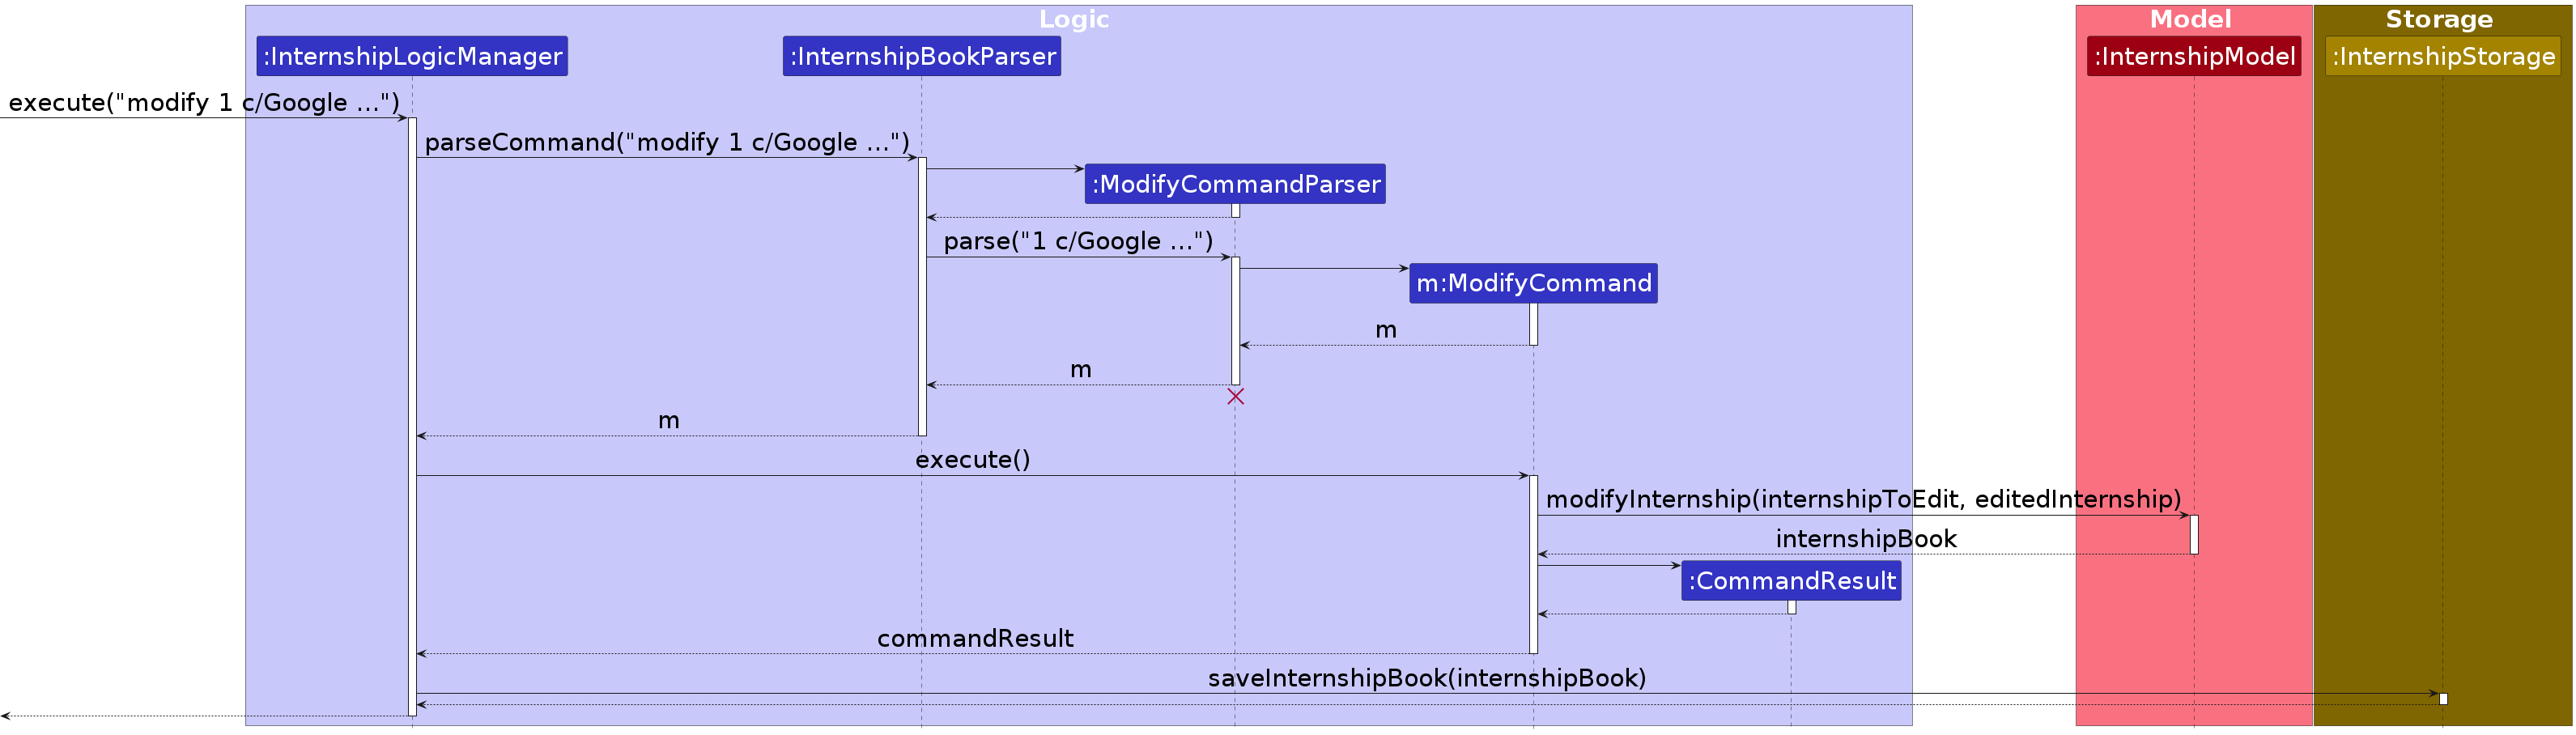 Logic
Model
Storage
:InternshipLogicManager
:InternshipBookParser
:InternshipModel
:InternshipStorage
execute("modify 1 c/Google ...")
parseCommand("modify 1 c/Google ...")
:ModifyCommandParser
parse("1 c/Google ...")
m:ModifyCommand
m
m
m
execute()
modifyInternship(internshipToEdit, editedInternship)
internshipBook
:CommandResult
commandResult
saveInternshipBook(internshipBook)